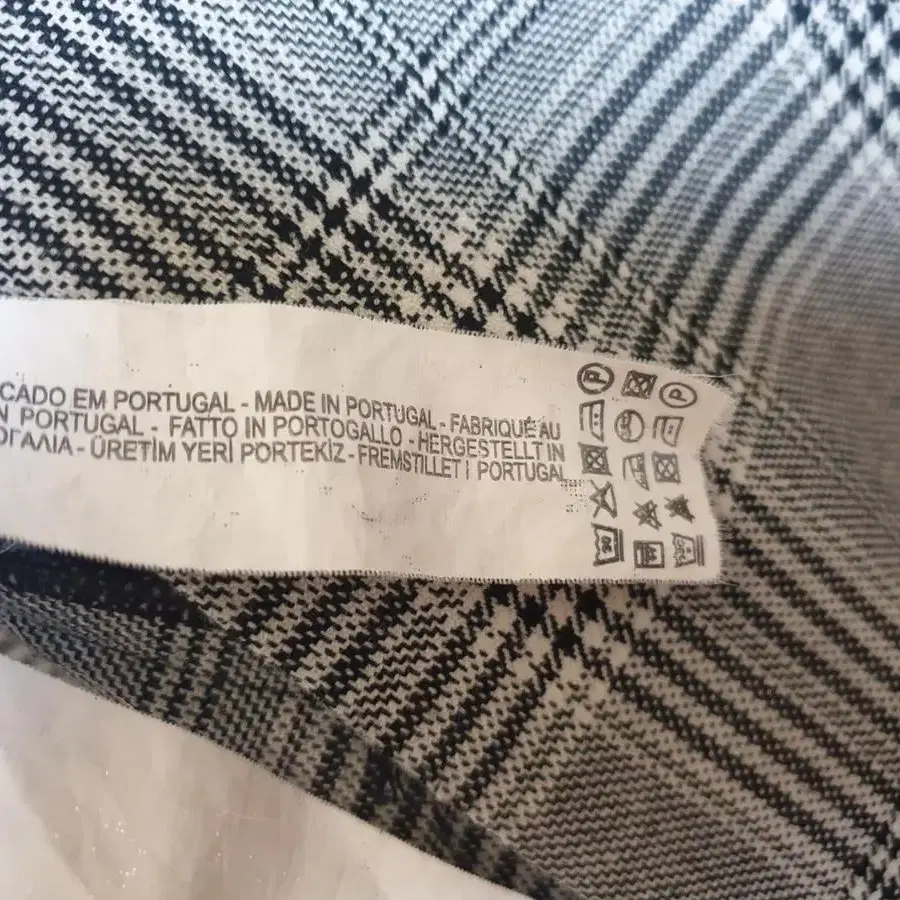 CADO EM PORTUGAL - MADE IN PORTUGAL - FABRIQUÉ AU
N PORTUGAL - FATTO IN PORTOGALLO - HERGESTELLT IN
ΟΓΑΛΙΑ - ÜRETİM YERİ PORTEKİZ - FREMSTILLET I PORTUGAL
P
P